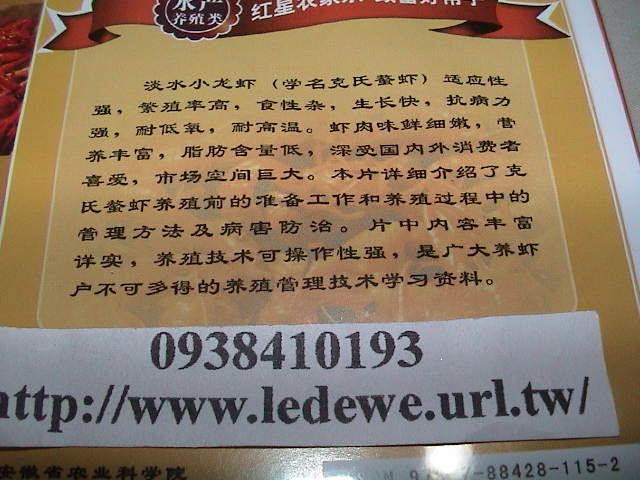 水产
养殖类
红星农家乐
淡水小龙虾（学名克氏螯虾）适应性
强，繁殖率高，食性杂，生长快，抗病力
强，耐低氧，耐高温。虾肉味鲜细嫩，营
养丰富，脂肪含量低，深受国内外消费者
喜爱，市场空间巨大。本片详细介绍了克
氏螯虾养殖前的准备工作和养殖过程中的
管理方法及病害防治。片中内容丰富
详实，养殖技术可操作性强，是广大养虾
户不可多得的养殖管理技术学习资料。
0938410193
http://www.ledewe.url.tw/
安徽省农业科学院
-88428-115-2